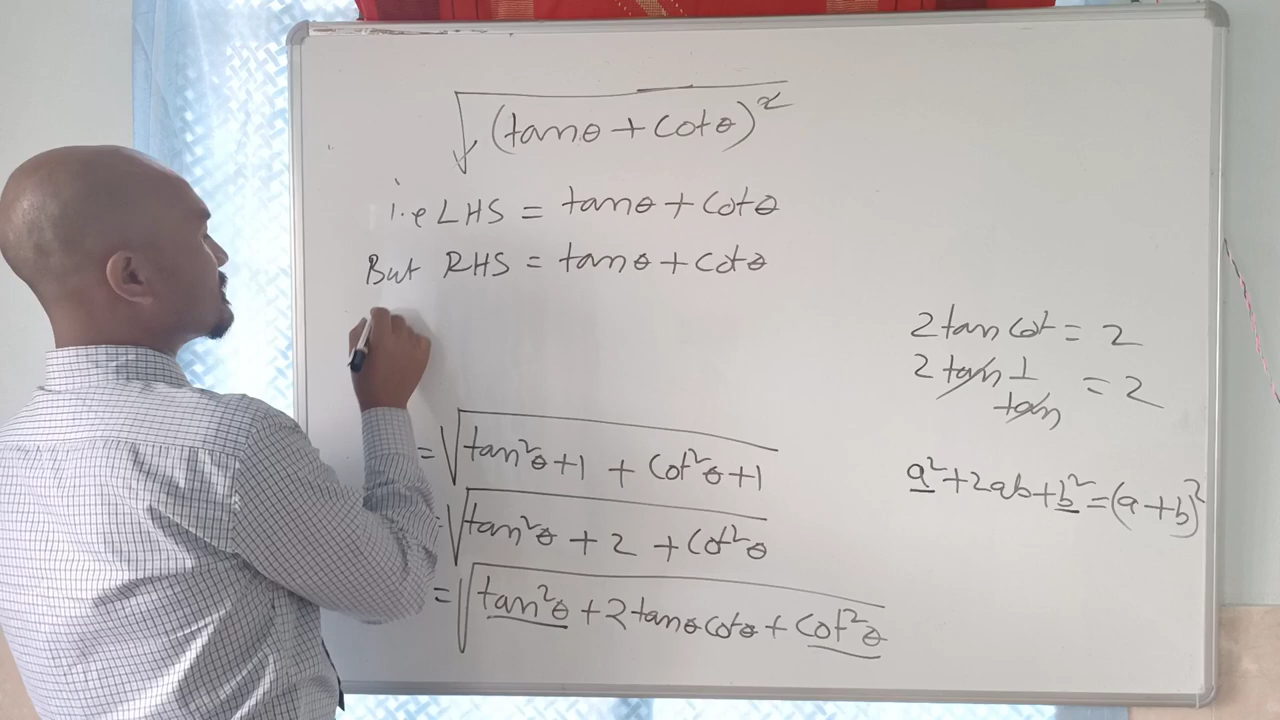 √(tanθ + cotθ)²
i.e LHS = tanθ + cotθ
But RHS = tanθ + cotθ
= √tan²θ + 1 + cot²θ + 1
= √tan²θ + 2 + cot²θ
= √tan²θ + 2tanθcotθ + cot²θ
2tan cot = 2
2 tan 1/tan = 2
a² + 2ab + b² = (a + b)²